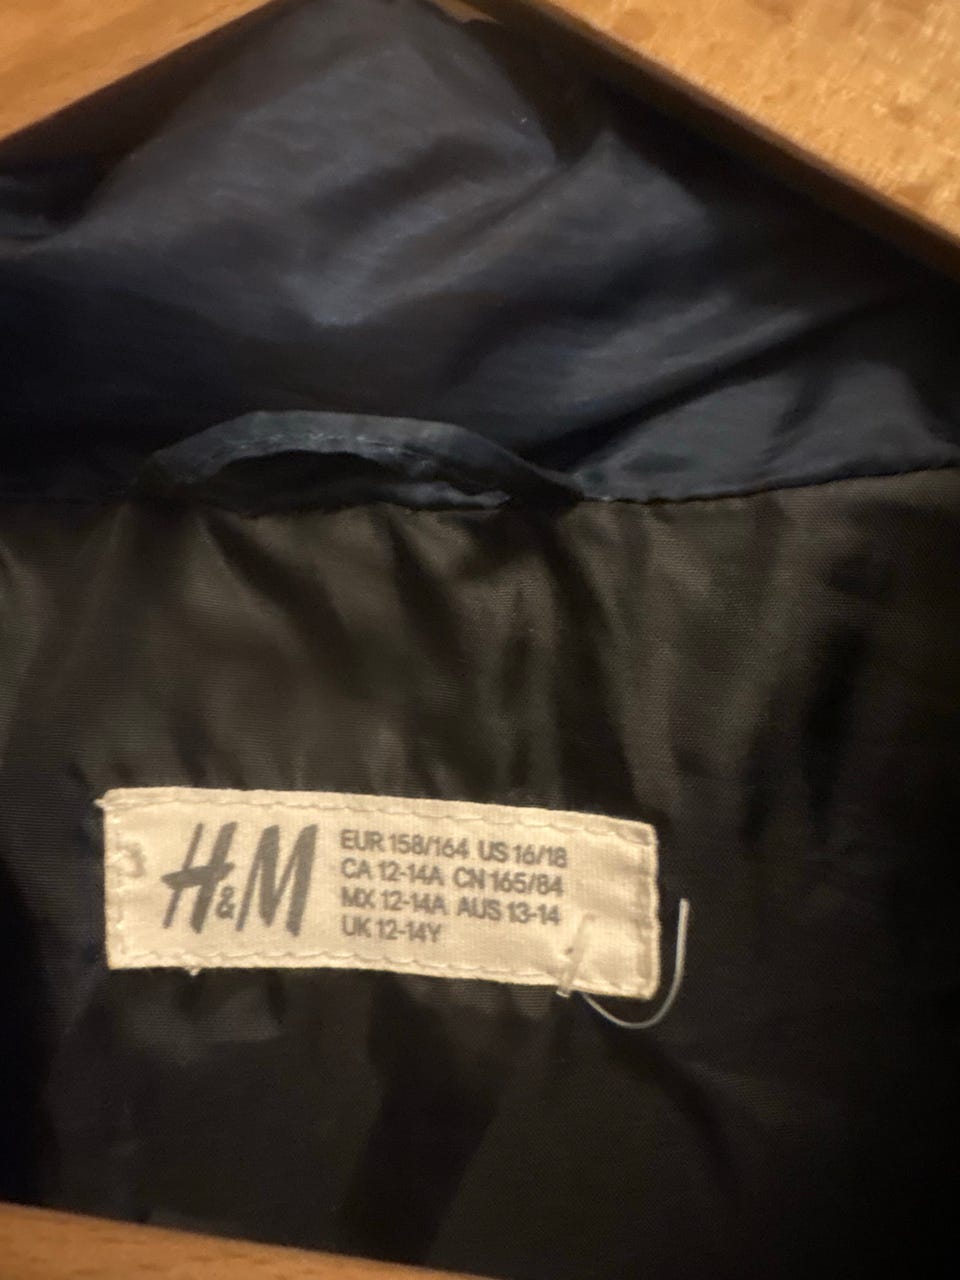 H&M
EUR 158/164 US 16/18
CA 12-14A CN 165/84
MX 12-14A AUS 13-14
UK 12-14Y